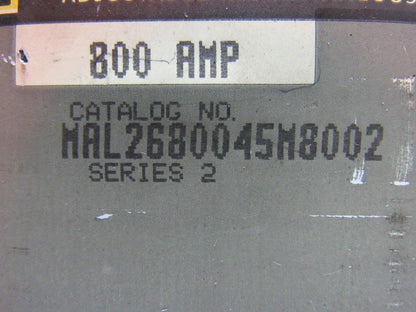 800 AMP
CATALOG NO.
MAL2680045M8002
SERIES 2